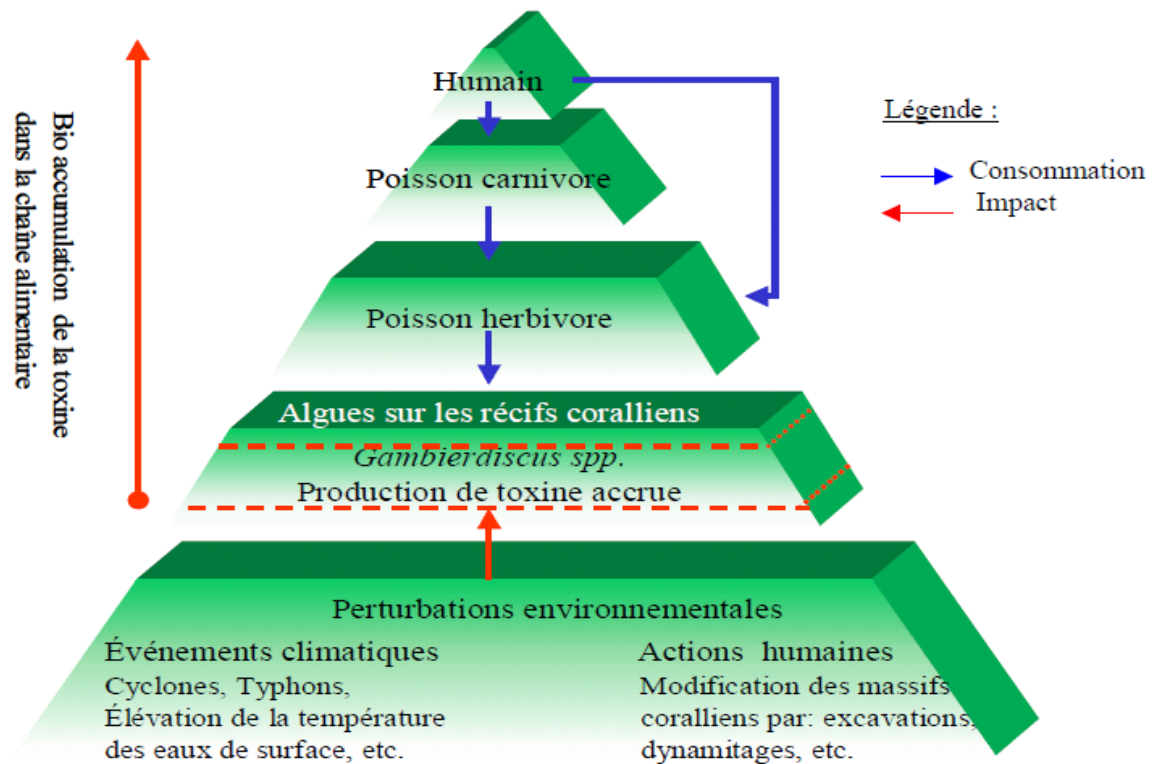 Humain
Poisson carnivore
Poisson herbivore
Algues sur les récifs coralliens
Gambierdiscus spp.
Production de toxine accrue
Perturbations environnementales
Événements climatiques
Cyclones, Typhons,
Élévation de la température
des eaux de surface, etc.
Actions humaines
Modification des massifs
coralliens par: excavations,
dynamitages, etc.
Bio accumulation de la toxine
dans la chaîne alimentaire
Légende :
Consommation
Impact